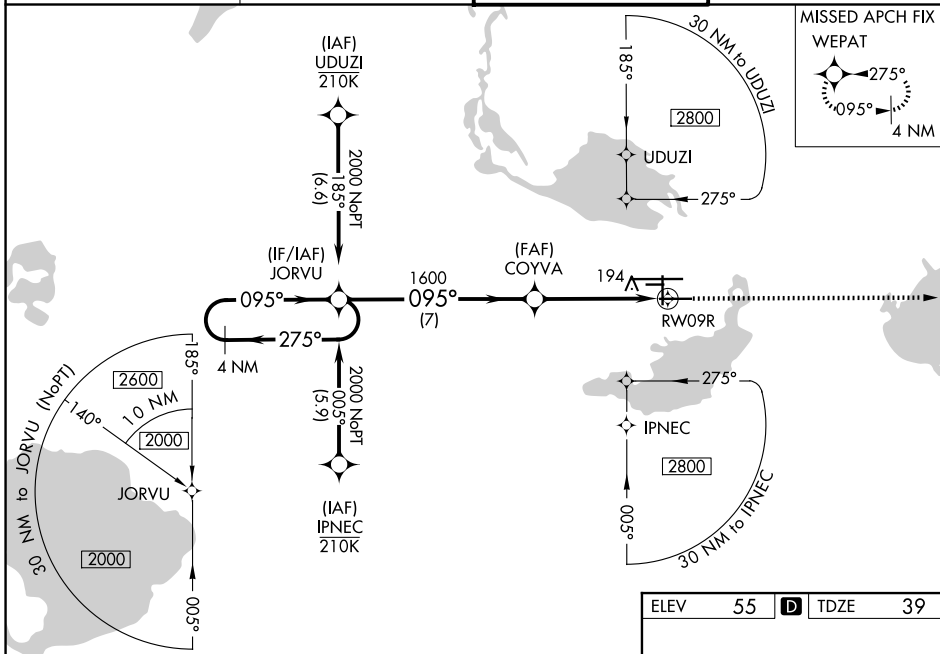 MISSED APCH FIX
WEPAT
275°
095°
4 NM
(IAF)
UDUZI
210K
2000 NoPT
185°
(6.6)
30 NM to UDUZI
185°
2800
UDUZI
275°
(IF/IAF)
JORVU
095°
275°
4 NM
1600
095°
(7)
(FAF)
COYVA
194
RW09R
2000 NoPT
005°
(5.9)
(IAF)
IPNEC
210K
30 NM to JORVU (NoPT)
185°
2600
140°
10 NM
2000
JORVU
2000
005°
275°
IPNEC
2800
005°
30 NM to IPNEC
ELEV 55 D TDZE 39